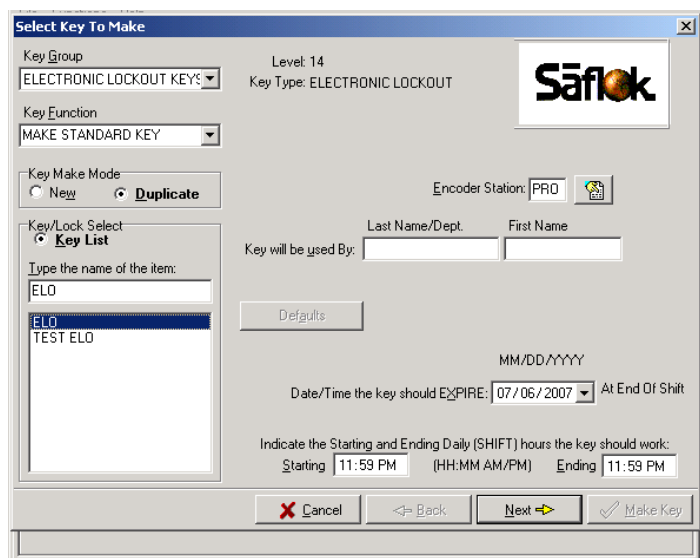 Select Key To Make
Key Group
ELECTRONIC LOCKOUT KEYS
Level: 14
Key Type: ELECTRONIC LOCKOUT
Säflok
Key Function
MAKE STANDARD KEY
Key Make Mode
New
Duplicate
Encoder Station: PRO
Key/Lock Select
Key List
Last Name/Dept.
First Name
Key will be used By:
Type the name of the item:
ELO
ELO
TEST ELO
Defaults
MM/DD/YYYY
Date/Time the key should EXPIRE: 07/06/2007 At End Of Shift
Indicate the Starting and Ending Daily (SHIFT) hours the key should work:
Starting 11:59 PM (HH:MM AM/PM) Ending 11:59 PM
Cancel
Back
Next
Make Key